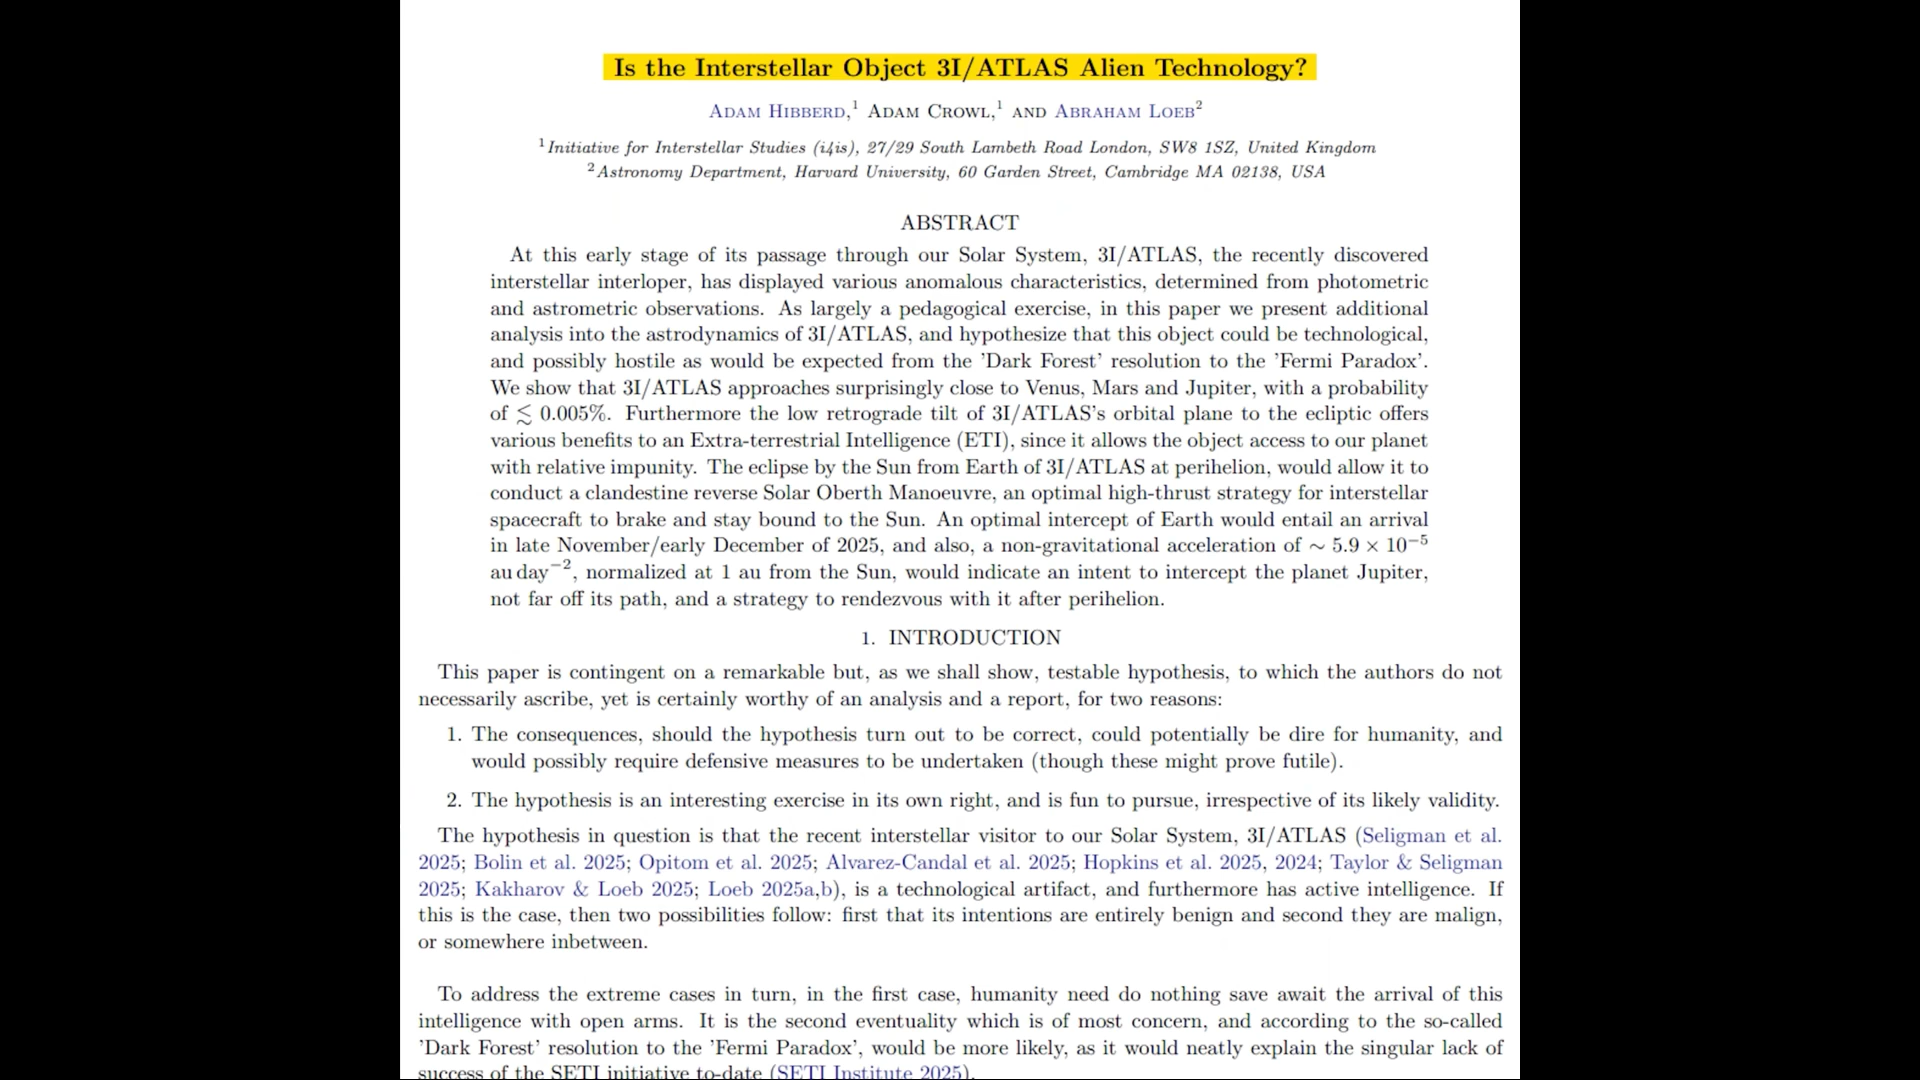 Is the Interstellar Object 3I/ATLAS Alien Technology?
Adam Hibberd,1 Adam Crowl,1 and Abraham Loeb2
1Initiative for Interstellar Studies (i4is), 27/29 South Lambeth Road London, SW8 1SZ, United Kingdom
2Astronomy Department, Harvard University, 60 Garden Street, Cambridge MA 02138, USA
ABSTRACT
At this early stage of its passage through our Solar System, 3I/ATLAS, the recently discovered
interstellar interloper, has displayed various anomalous characteristics, determined from photometric
and astrometric observations. As largely a pedagogical exercise, in this paper we present additional
analysis into the astrodynamics of 3I/ATLAS, and hypothesize that this object could be technological,
and possibly hostile as would be expected from the 'Dark Forest' resolution to the 'Fermi Paradox'.
We show that 3I/ATLAS approaches surprisingly close to Venus, Mars and Jupiter, with a probability
of ≲ 0.005%. Furthermore the low retrograde tilt of 3I/ATLAS's orbital plane to the ecliptic offers
various benefits to an Extra-terrestrial Intelligence (ETI), since it allows the object access to our planet
with relative impunity. The eclipse by the Sun from Earth of 3I/ATLAS at perihelion, would allow it to
conduct a clandestine reverse Solar Oberth Manoeuvre, an optimal high-thrust strategy for interstellar
spacecraft to brake and stay bound to the Sun. An optimal intercept of Earth would entail an arrival
in late November/early December of 2025, and also, a non-gravitational acceleration of ∼ 5.9 × 10−5
au day−2, normalized at 1 au from the Sun, would indicate an intent to intercept the planet Jupiter,
not far off its path, and a strategy to rendezvous with it after perihelion.
1. INTRODUCTION
This paper is contingent on a remarkable but, as we shall show, testable hypothesis, to which the authors do not
necessarily ascribe, yet is certainly worthy of an analysis and a report, for two reasons:
1. The consequences, should the hypothesis turn out to be correct, could potentially be dire for humanity, and
would possibly require defensive measures to be undertaken (though these might prove futile).
2. The hypothesis is an interesting exercise in its own right, and is fun to pursue, irrespective of its likely validity.
The hypothesis in question is that the recent interstellar visitor to our Solar System, 3I/ATLAS (Seligman et al.
2025; Bolin et al. 2025; Opitom et al. 2025; Alvarez-Candal et al. 2025; Hopkins et al. 2025, 2024; Taylor & Seligman
2025; Kakharov & Loeb 2025; Loeb 2025a,b), is a technological artifact, and furthermore has active intelligence. If
this is the case, then two possibilities follow: first that its intentions are entirely benign and second they are malign,
or somewhere inbetween.
To address the extreme cases in turn, in the first case, humanity need do nothing save await the arrival of this
intelligence with open arms. It is the second eventuality which is of most concern, and according to the so-called
'Dark Forest' resolution to the 'Fermi Paradox', would be more likely, as it would neatly explain the singular lack of
success of the SETI initiative to-date (SETI Institute 2025).